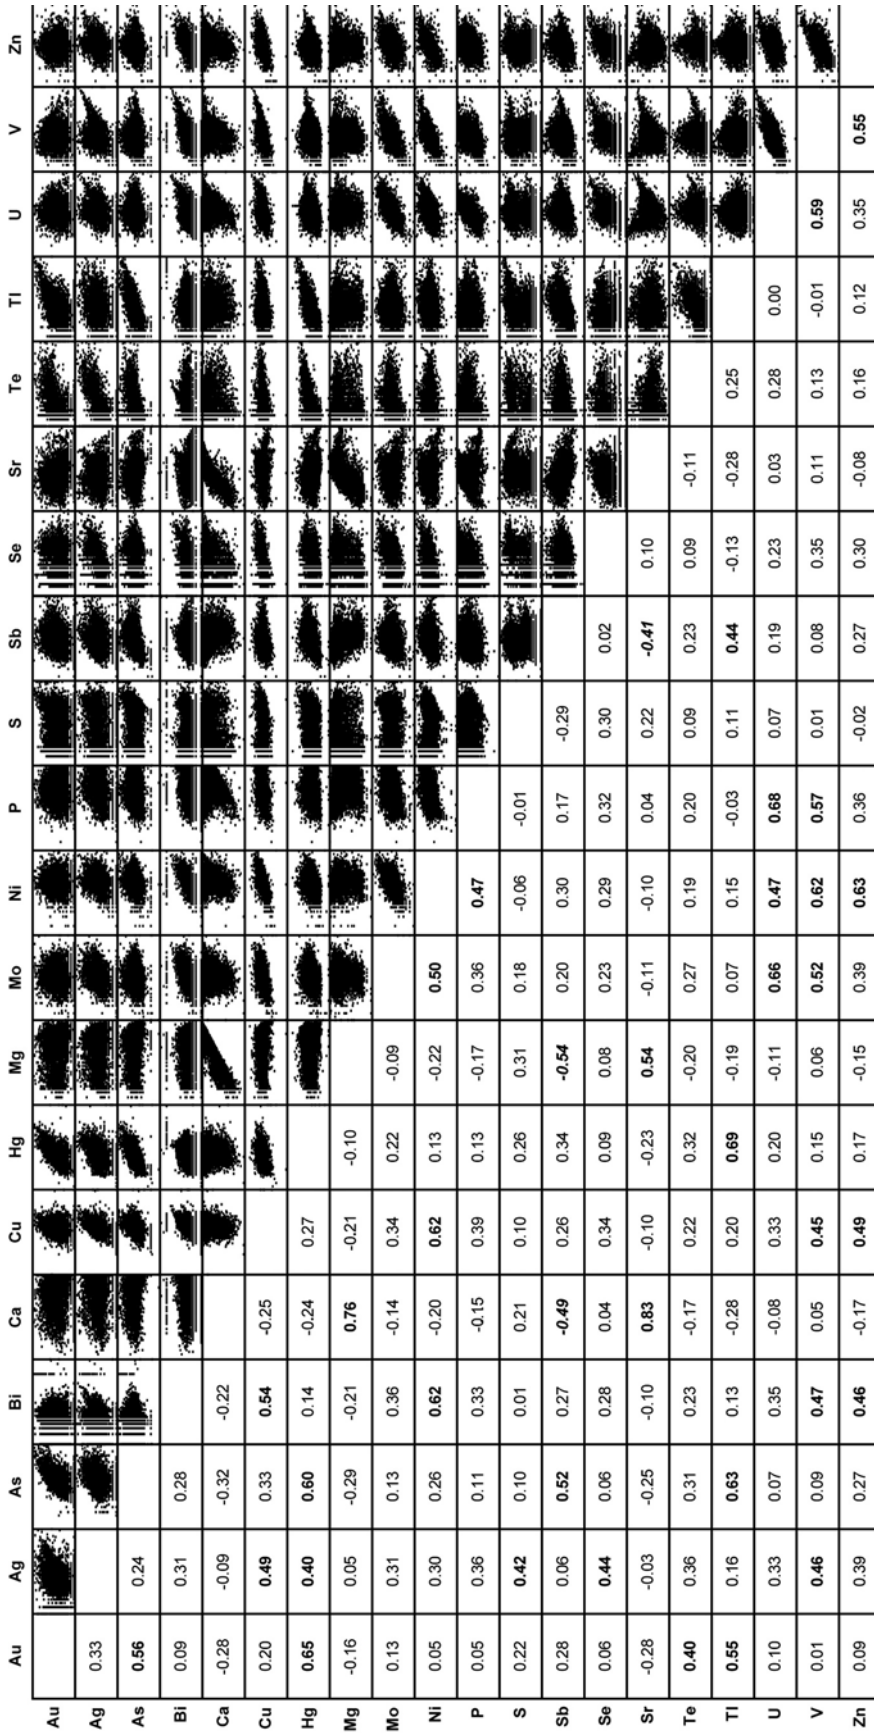 Au Ag As Bi Ca Cu Hg Mg Mo Ni P S Sb Se Sr Te Tl U V Zn
Au
Ag 0.33
As 0.56 0.24
Bi 0.09 0.31 0.28
Ca -0.28 -0.09 -0.32 -0.22
Cu 0.20 0.49 0.33 0.54 -0.25
Hg 0.65 0.40 0.60 0.14 -0.24 0.27
Mg -0.16 0.05 -0.29 -0.21 0.76 -0.21 -0.10
Mo 0.13 0.31 0.13 0.36 -0.14 0.34 0.22 -0.09
Ni 0.05 0.30 0.26 0.62 -0.20 0.62 0.13 -0.22 0.50
P 0.05 0.36 0.11 0.33 -0.15 0.39 0.13 -0.17 0.36 0.47
S 0.22 0.42 0.10 0.01 0.21 0.10 0.26 0.31 0.18 -0.06 -0.01
Sb 0.28 0.06 0.52 0.27 -0.49 0.26 0.34 -0.54 0.20 0.30 0.17 -0.29
Se 0.06 0.44 0.06 0.28 0.04 0.34 0.09 0.08 0.23 0.29 0.32 0.30 0.02
Sr -0.28 -0.03 -0.25 -0.10 0.83 -0.10 -0.23 0.54 -0.11 -0.10 0.04 0.22 -0.41 0.10
Te 0.40 0.36 0.31 0.23 -0.17 0.22 0.32 -0.20 0.27 0.19 0.20 0.09 0.23 0.09 -0.11
Tl 0.55 0.16 0.63 0.13 -0.28 0.20 0.69 -0.19 0.07 0.15 -0.03 0.11 0.44 -0.13 -0.28 0.25
U 0.10 0.33 0.07 0.35 -0.08 0.33 0.20 -0.11 0.66 0.47 0.68 0.07 0.19 0.23 0.03 0.28 0.00
V 0.01 0.46 0.09 0.47 0.05 0.45 0.15 0.06 0.52 0.62 0.57 0.01 0.08 0.35 0.11 0.13 -0.01 0.59
Zn 0.09 0.39 0.27 0.46 -0.17 0.49 0.17 -0.15 0.39 0.63 0.36 -0.02 0.27 0.30 -0.08 0.16 0.12 0.35 0.55